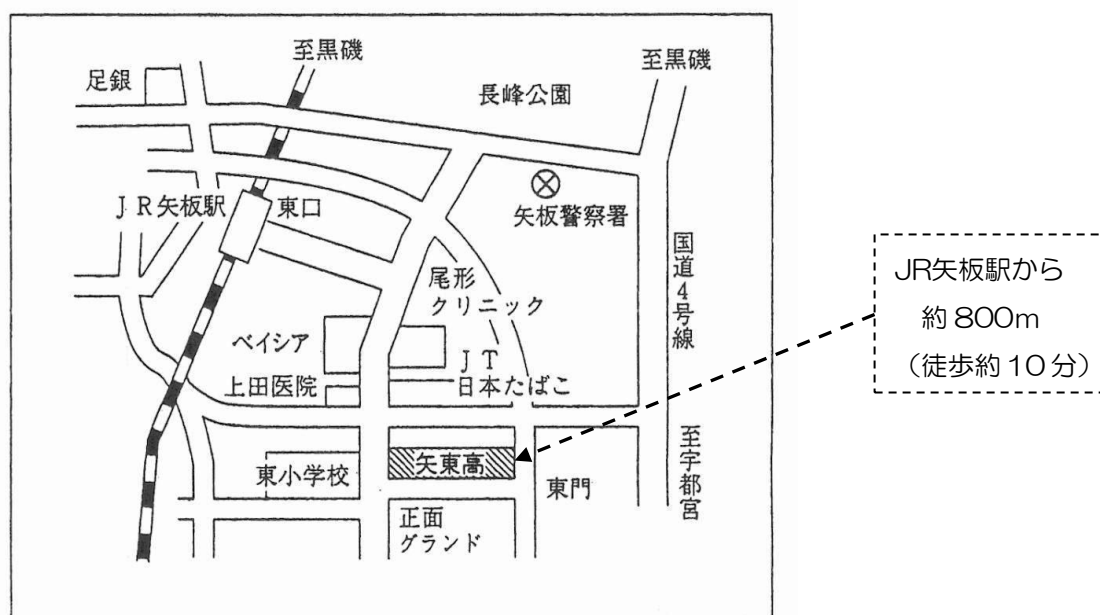 至黒磯
至黒磯
足銀
長峰公園
ＪＲ矢板駅
東口
矢板警察署
国道４号線
尾形
クリニック
ベイシア
ＪＴ
日本たばこ
上田医院
矢東高
東小学校
東門
至宇都宮
正面
グランド
JR矢板駅から
約800m
（徒歩約10分）